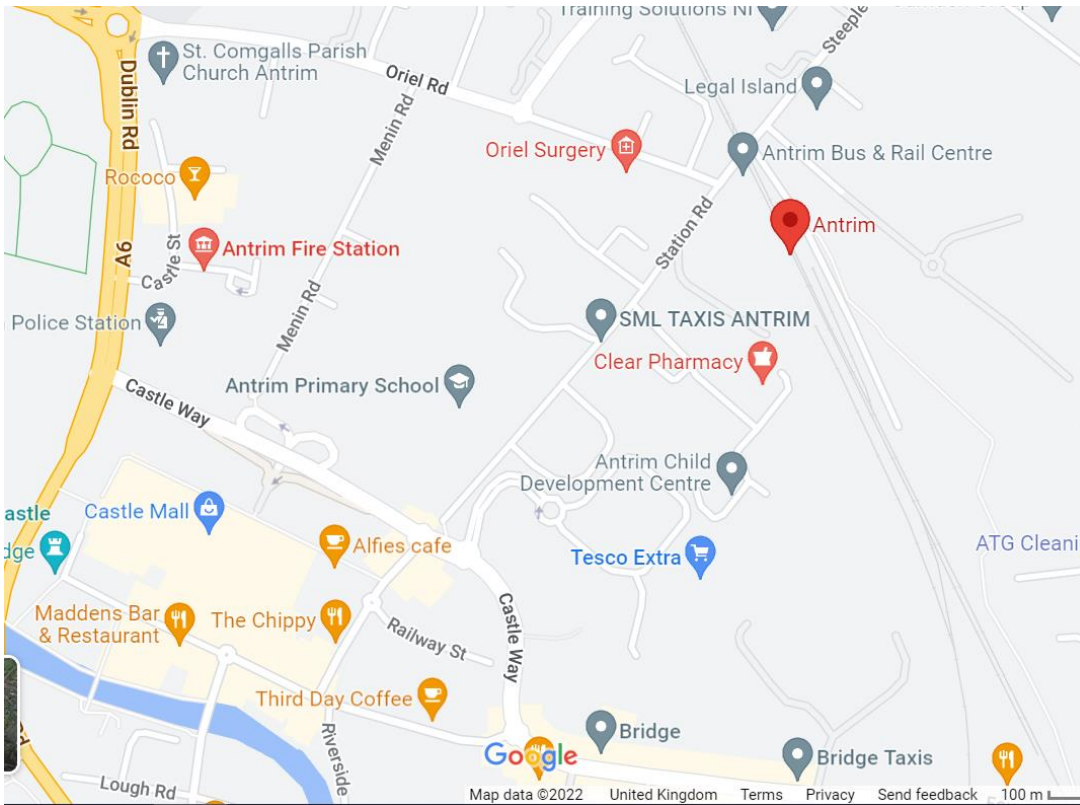 Training Solutions NI
Steeple
St. Comgalls Parish
Church Antrim
Dublin Rd
Oriel Rd
Legal Island
Menin Rd
Oriel Surgery
Antrim Bus & Rail Centre
Rococo
Station Rd
Antrim
Antrim Fire Station
A6
Castle St
Police Station
Menin Rd
SML TAXIS ANTRIM
Clear Pharmacy
Antrim Primary School
Castle Way
Antrim Child
Development Centre
Castle Mall
astle
dge
Alfies cafe
Tesco Extra
ATG Cleani
Maddens Bar
& Restaurant
The Chippy
Railway St
Castle Way
Third Day Coffee
Riverside
Bridge
Google
Bridge Taxis
Lough Rd
Map data ©2022 United Kingdom Terms Privacy Send feedback 100 m